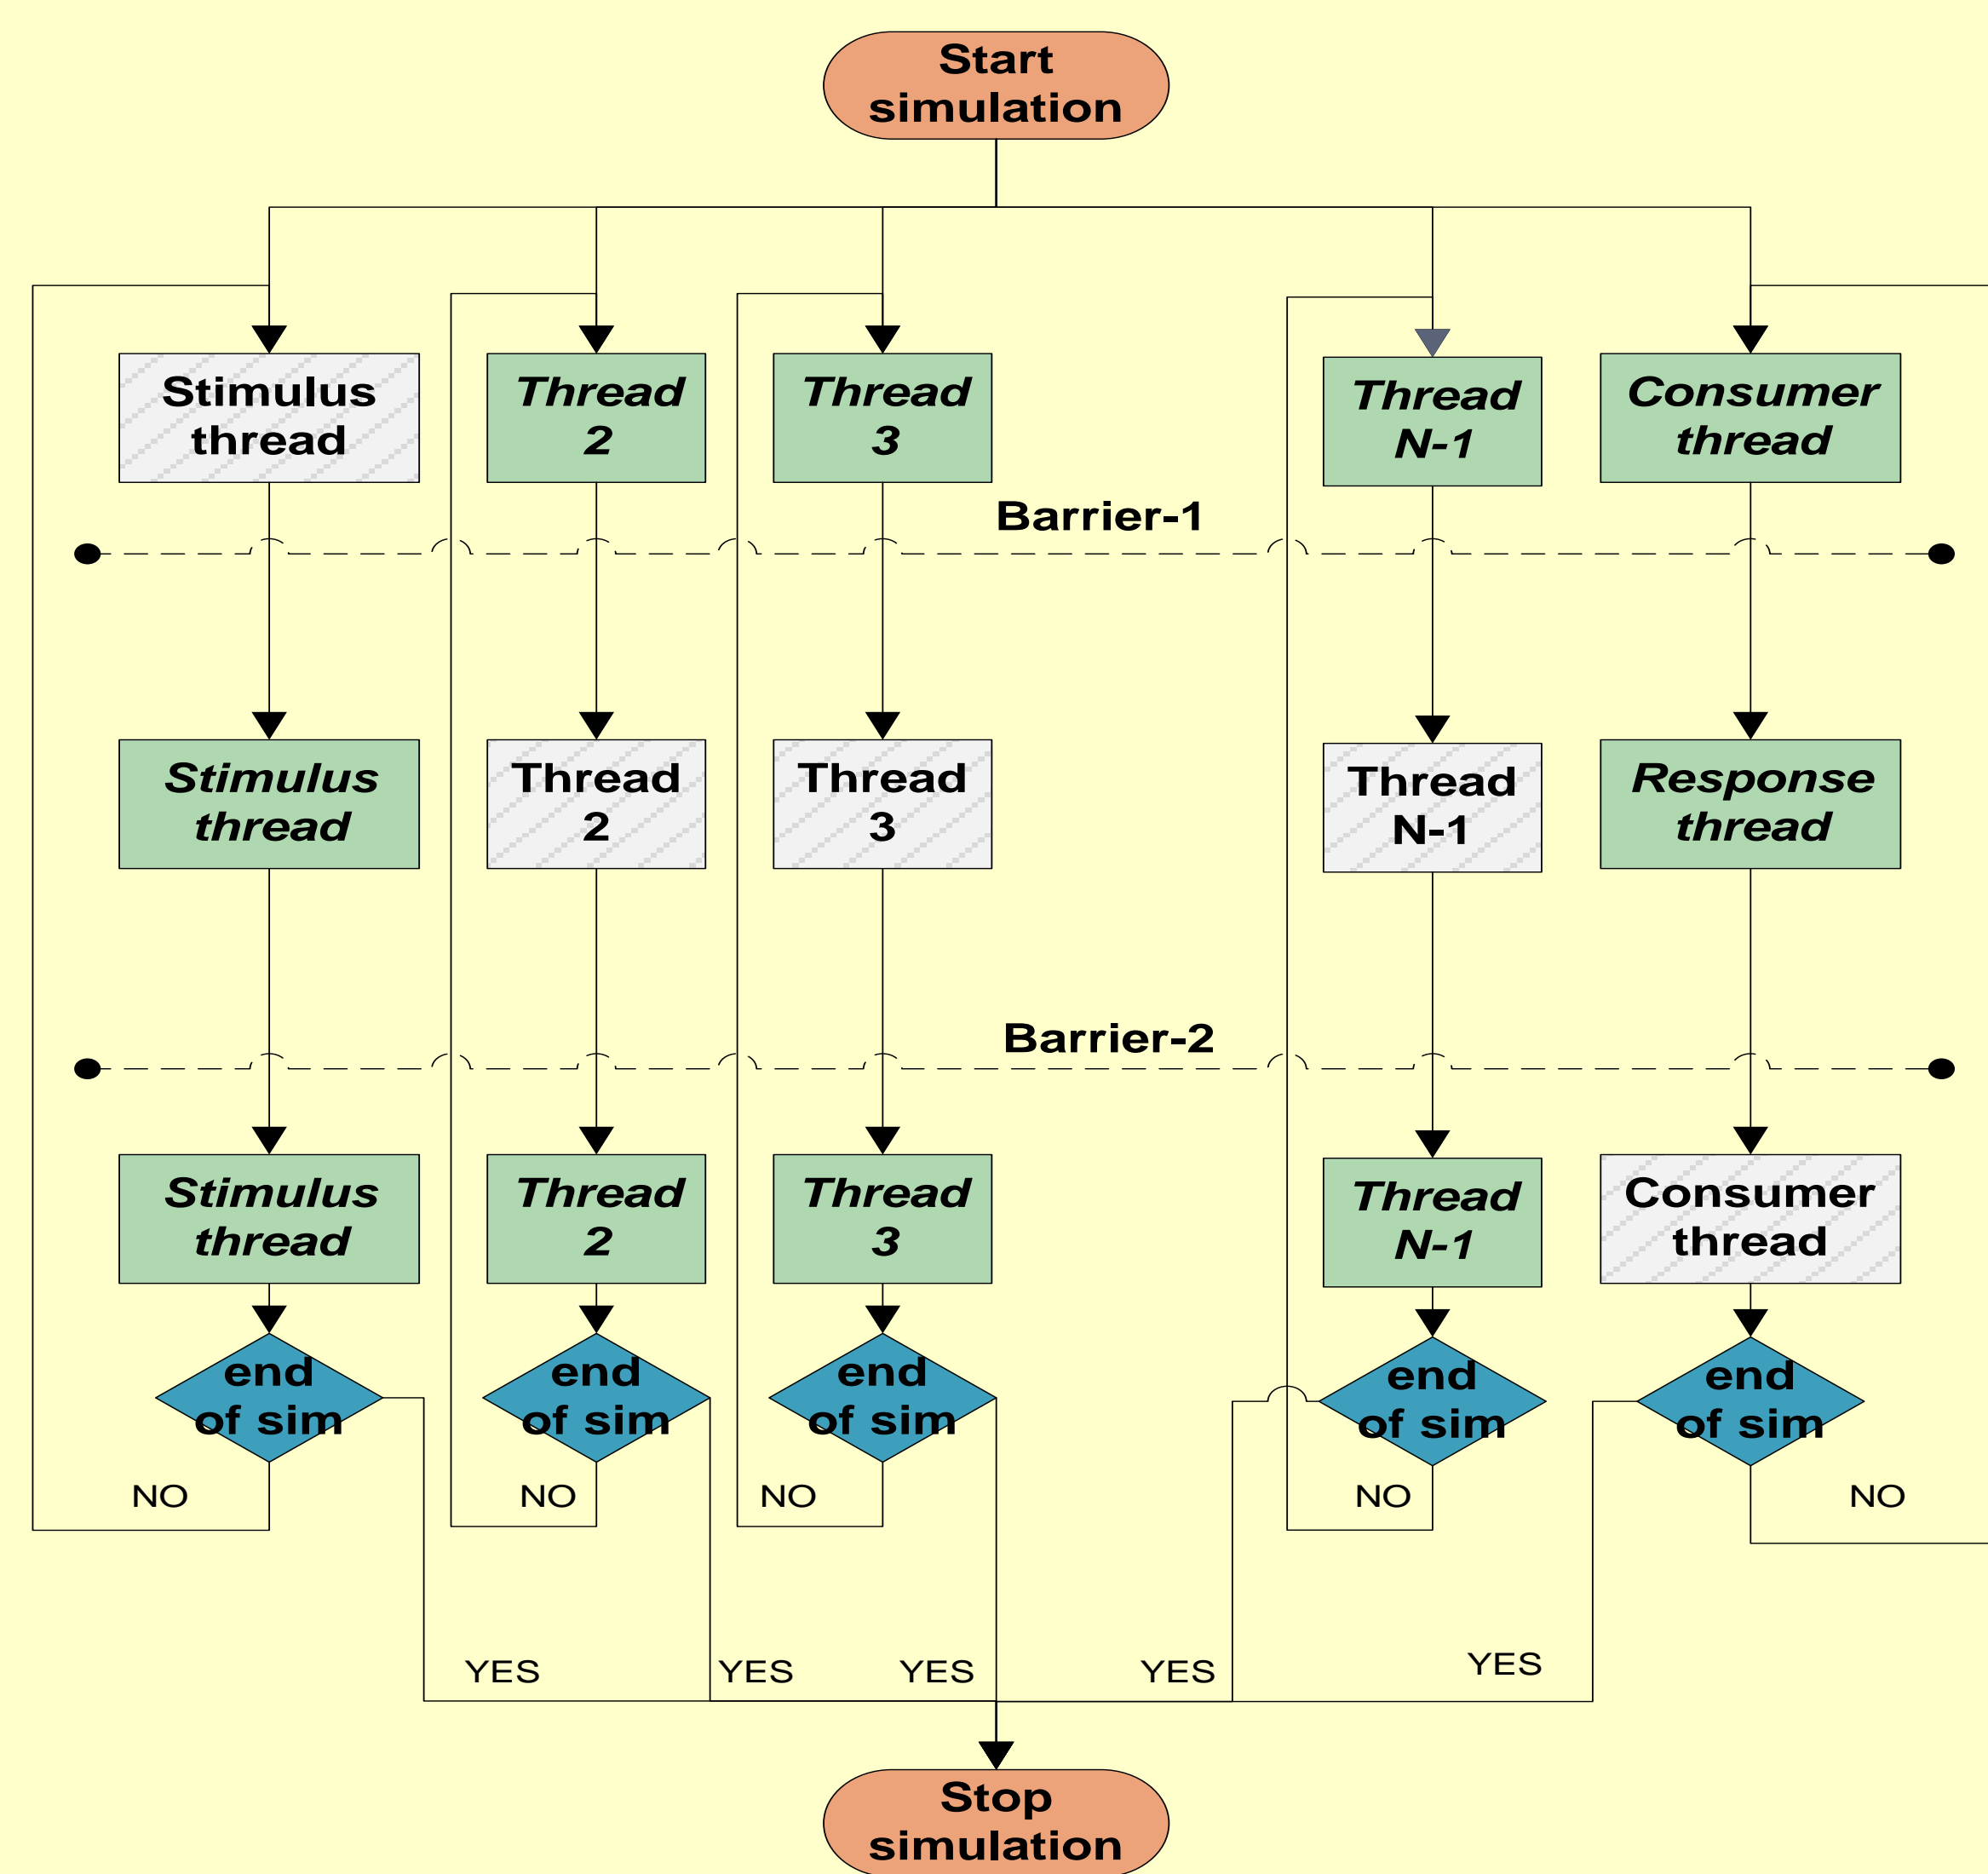 Start
simulation
Stimulus
thread
Thread
2
Thread
3
Thread
N-1
Consumer
thread
Barrier-1
Stimulus
thread
Thread
2
Thread
3
Thread
N-1
Response
thread
Barrier-2
Stimulus
thread
Thread
2
Thread
3
Thread
N-1
Consumer
thread
end
of sim
end
of sim
end
of sim
end
of sim
end
of sim
NO
NO
NO
NO
NO
YES
YES
YES
YES
YES
Stop
simulation